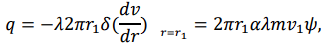 q = −λ2πr₁δ(dv/dr) r=r₁ = 2πr₁αλmv₁ψ,